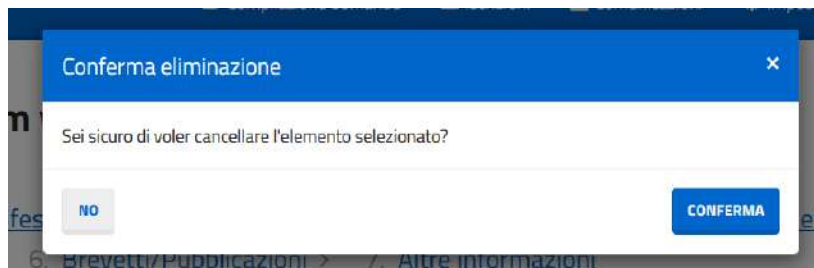 Conferma eliminazione ×
Sei sicuro di voler cancellare l'elemento selezionato?
NO CONFERMA
6. Brevetti/Pubblicazioni > 7. Altre informazioni